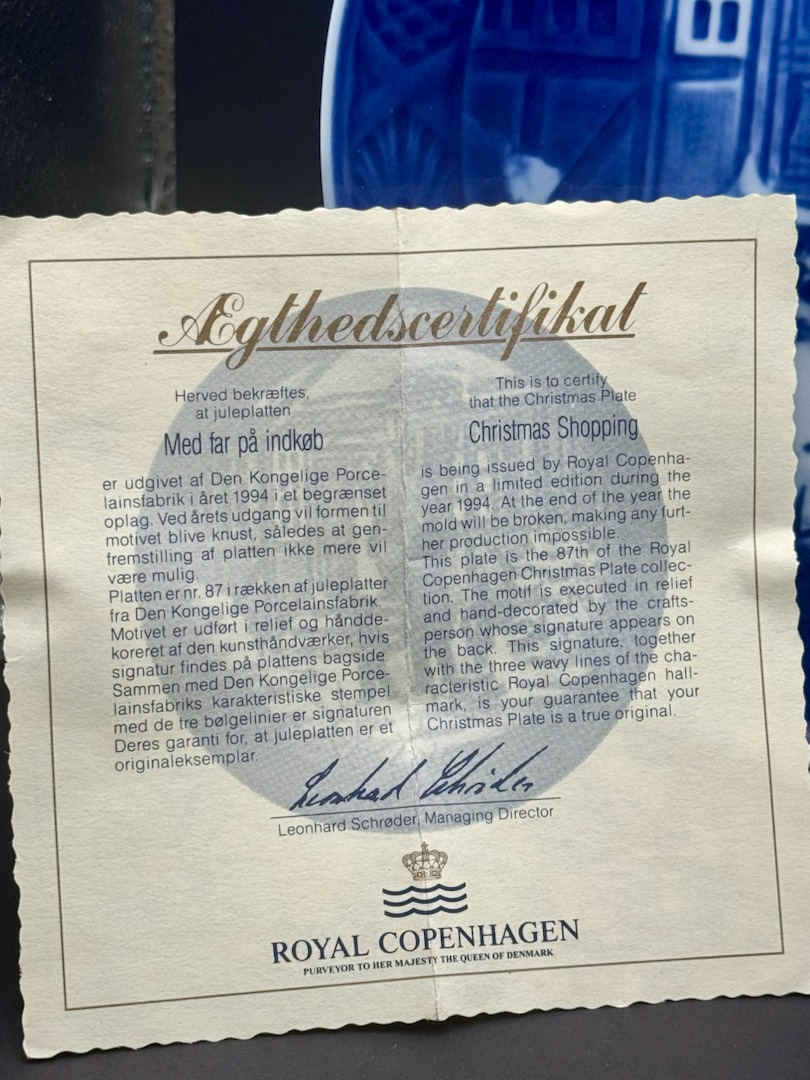 Ægthedscertifikat
Herved bekræftes,
at juleplatten
Med far på indkøb
er udgivet af Den Kongelige Porce-
lainsfabrik i året 1994 i et begrænset
oplag. Ved årets udgang vil formen til
motivet blive knust, således at gen-
fremstilling af platten ikke mere vil
være mulig.
Platten er nr. 87 i rækken af juleplatter
fra Den Kongelige Porcelainsfabrik.
Motivet er udført i relief og hånd­de-
koreret af den kunsthåndværker, hvis
signatur findes på plattens bagside.
Sammen med Den Kongelige Porce-
lainsfabriks karakteristiske stempel
med de tre bølgelinier er signaturen
Deres garanti for, at juleplatten er et
originaleksemplar.
This is to certify
that the Christmas Plate
Christmas Shopping
is being issued by Royal Copenha-
gen in a limited edition during the
year 1994. At the end of the year the
mold will be broken, making any furt-
her production impossible.
This plate is the 87th of the Royal
Copenhagen Christmas Plate collec-
tion. The motif is executed in relief
and hand-decorated by the crafts-
person whose signature appears on
the back. This signature, together
with the three wavy lines of the cha-
racteristic Royal Copenhagen hall-
mark, is your guarantee that your
Christmas Plate is a true original.
Leonhard Schrøder
Leonhard Schrøder, Managing Director
ROYAL COPENHAGEN
PURVEYOR TO HER MAJESTY THE QUEEN OF DENMARK